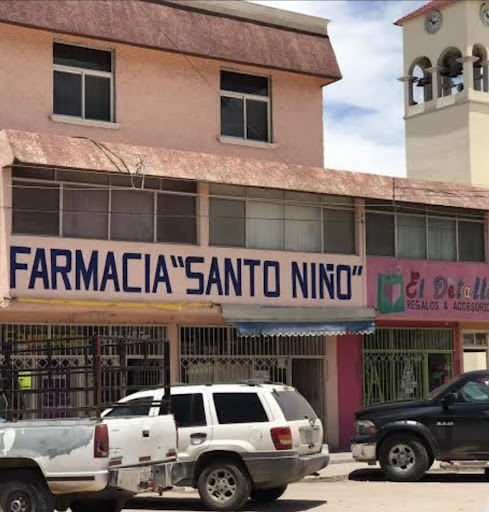 FARMACIA "SANTO NIÑO"
El Detalle
REGALOS & ACCESORIOS